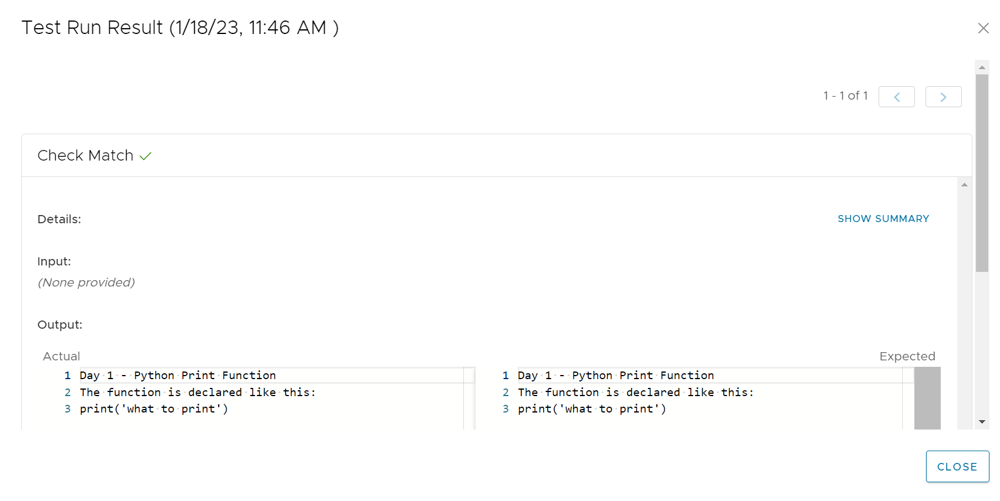 Test Run Result (1/18/23, 11:46 AM )
1 - 1 of 1
Check Match
Details:
SHOW SUMMARY
Input:
(None provided)
Output:
Actual
Expected
1 Day 1 - Python Print Function
2 The function is declared like this:
3 print('what to print')
1 Day 1 - Python Print Function
2 The function is declared like this:
3 print('what to print')
CLOSE